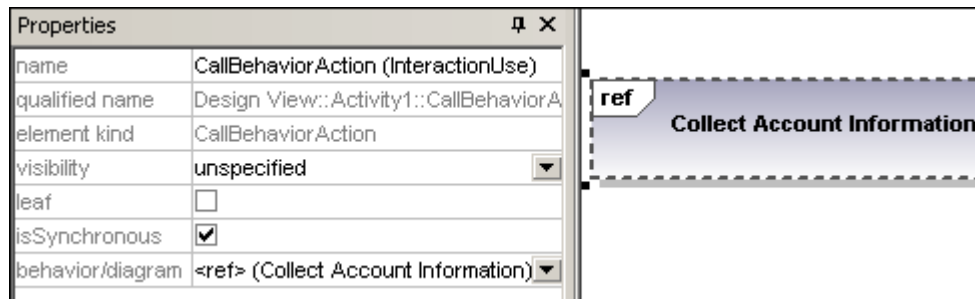 Properties
name CallBehaviorAction (InteractionUse)
qualified name Design View::Activity1::CallBehaviorA
element kind CallBehaviorAction
visibility unspecified
leaf
isSynchronous
behavior/diagram <ref> (Collect Account Information)
ref
Collect Account Information